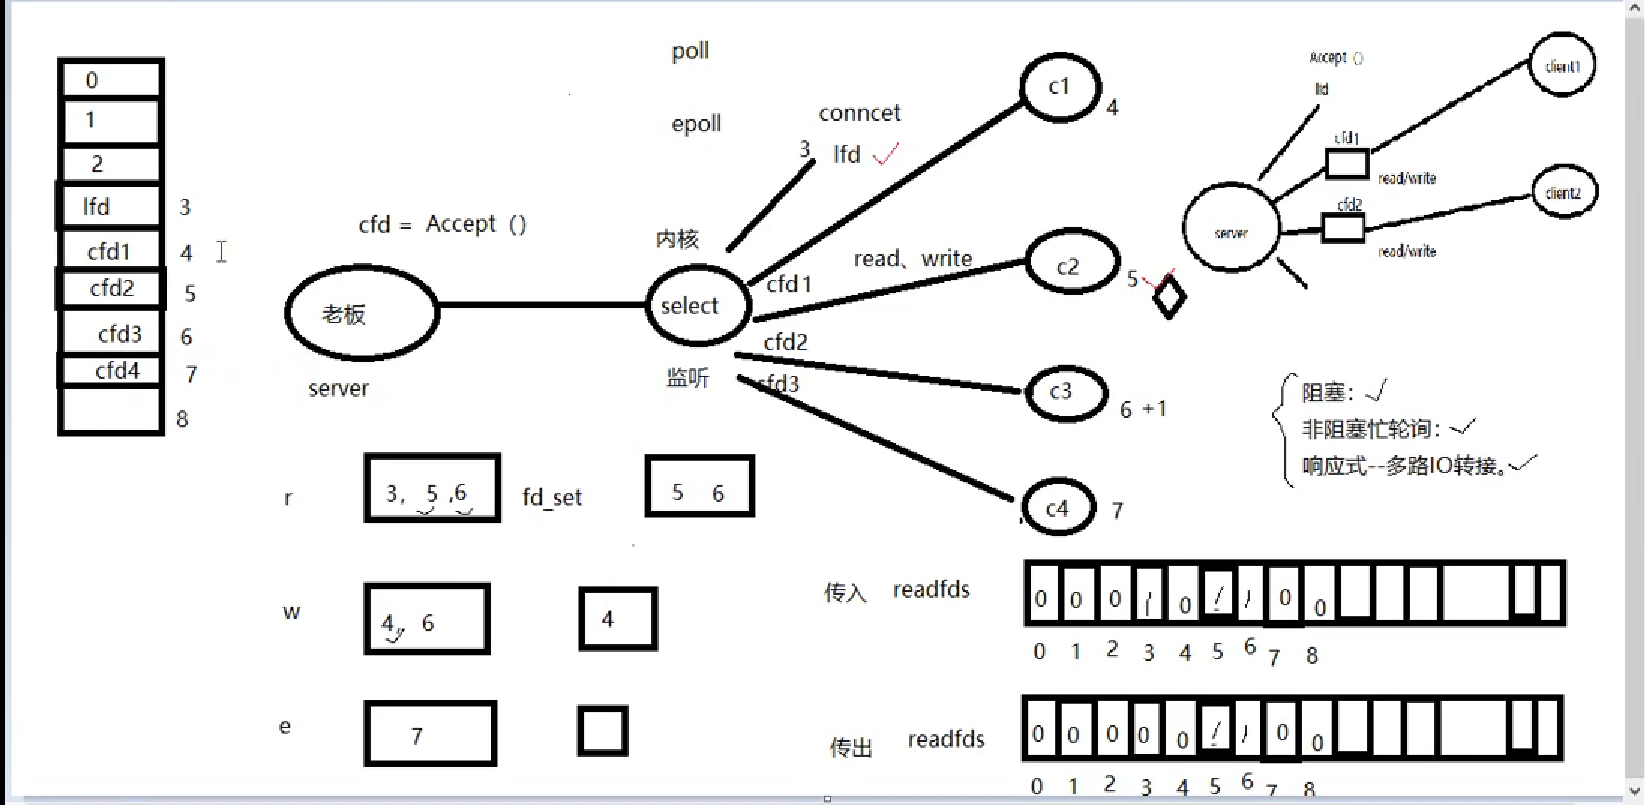 0
1
2
lfd 3
cfd1 4
cfd2 5
cfd3 6
cfd4 7
8
poll
epoll
conncet
3 lfd
cfd = Accept（）
老板
server
内核
select
监听
cfd1
read、write
cfd2
cfd3
c1 4
c2 5
c3 6 +1
c4 7
Accept（）
lfd
server
cfd1
read/write
cfd2
read/write
client1
client2
阻塞：
非阻塞忙轮询：
响应式--多路IO转接。
r 3, 5 ,6 fd_set 5 6
w 4, 6 4
e 7
传入 readfds 0 0 0 1 0 1 1 0 0
0 1 2 3 4 5 6 7 8
传出 readfds 0 0 0 0 0 1 1 0 0
0 1 2 3 4 5 6 7 8